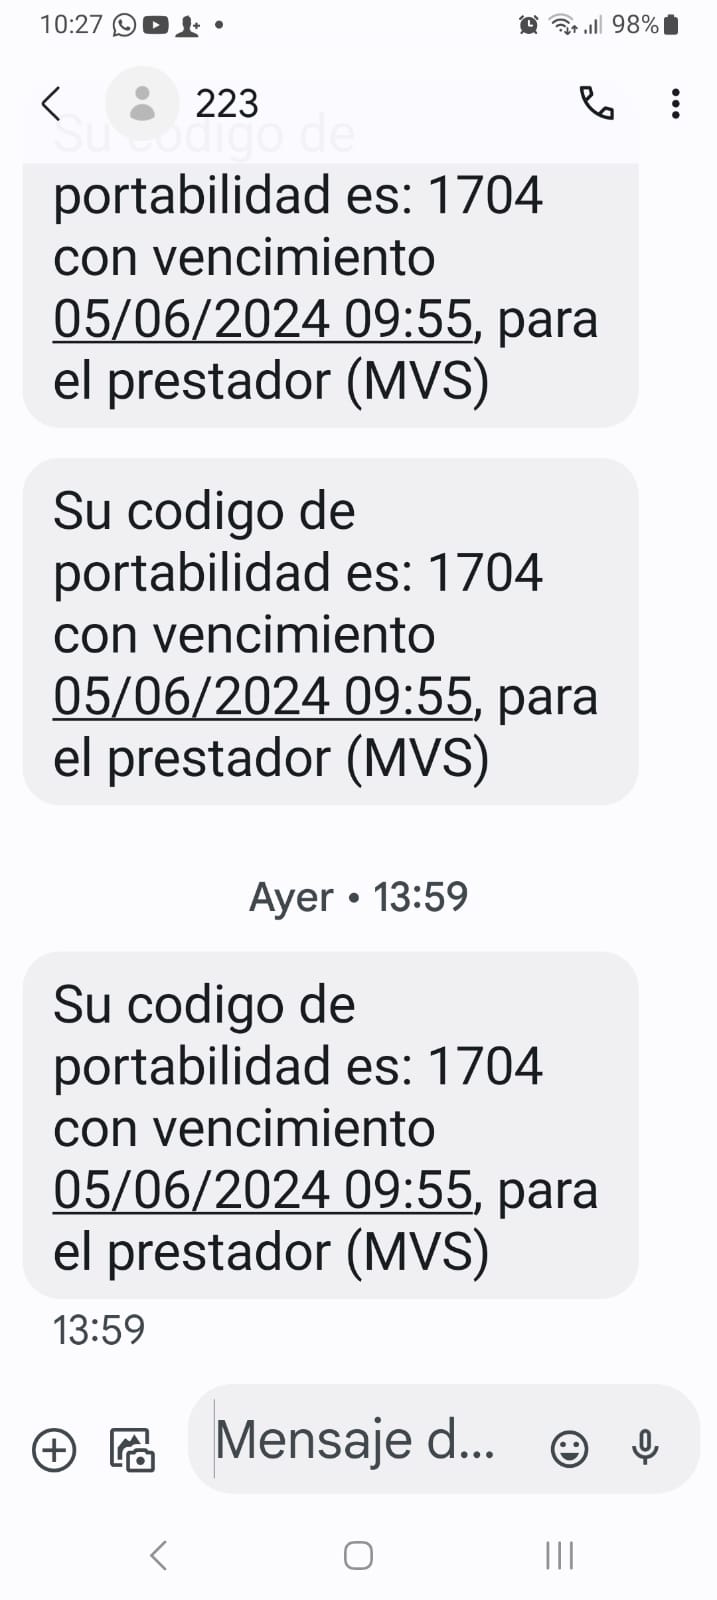 10:27
98%
223
Su codigo de
portabilidad es: 1704
con vencimiento
05/06/2024 09:55, para
el prestador (MVS)
Su codigo de
portabilidad es: 1704
con vencimiento
05/06/2024 09:55, para
el prestador (MVS)
Ayer • 13:59
Su codigo de
portabilidad es: 1704
con vencimiento
05/06/2024 09:55, para
el prestador (MVS)
13:59
Mensaje d...